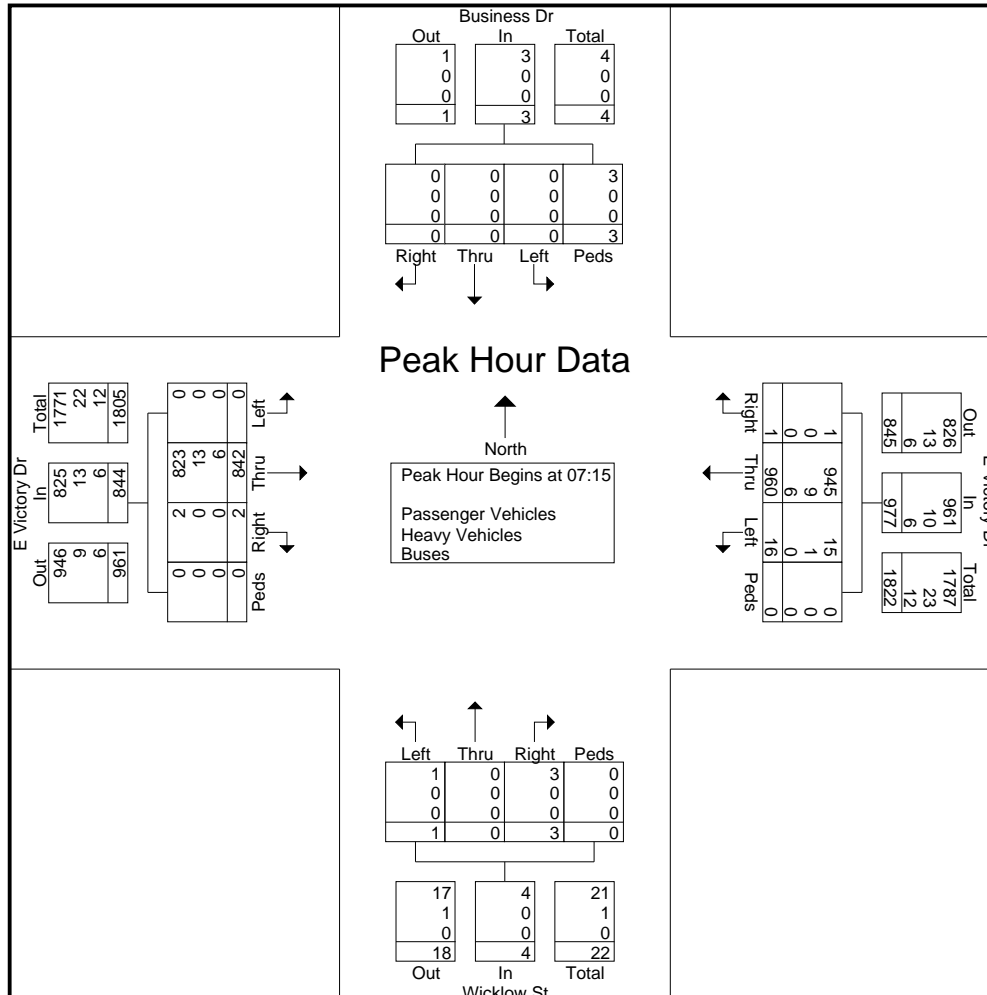 Business Dr
Out In Total
1 3 4
0 0 0
0 0 0
1 3 4
0 0 0 3
0 0 0 0
0 0 0 0
0 0 0 3
Right Thru Left Peds
Peak Hour Data
North
Peak Hour Begins at 07:15
Passenger Vehicles
Heavy Vehicles
Buses
E Victory Dr
Out In Total
946 825 1771
9 13 22
6 6 12
961 844 1805
Left Thru Right Peds
0 823 2 0
0 13 0 0
0 6 0 0
0 842 2 0
E Victory Dr
Out In Total
826 961 1787
13 10 23
6 6 12
845 977 1822
Right Thru Left Peds
1 945 15 0
0 9 1 0
0 6 0 0
1 960 16 0
Left Thru Right Peds
1 0 3 0
0 0 0 0
0 0 0 0
1 0 3 0
17 4 21
1 0 1
0 0 0
18 4 22
Out In Total
Wicklow St